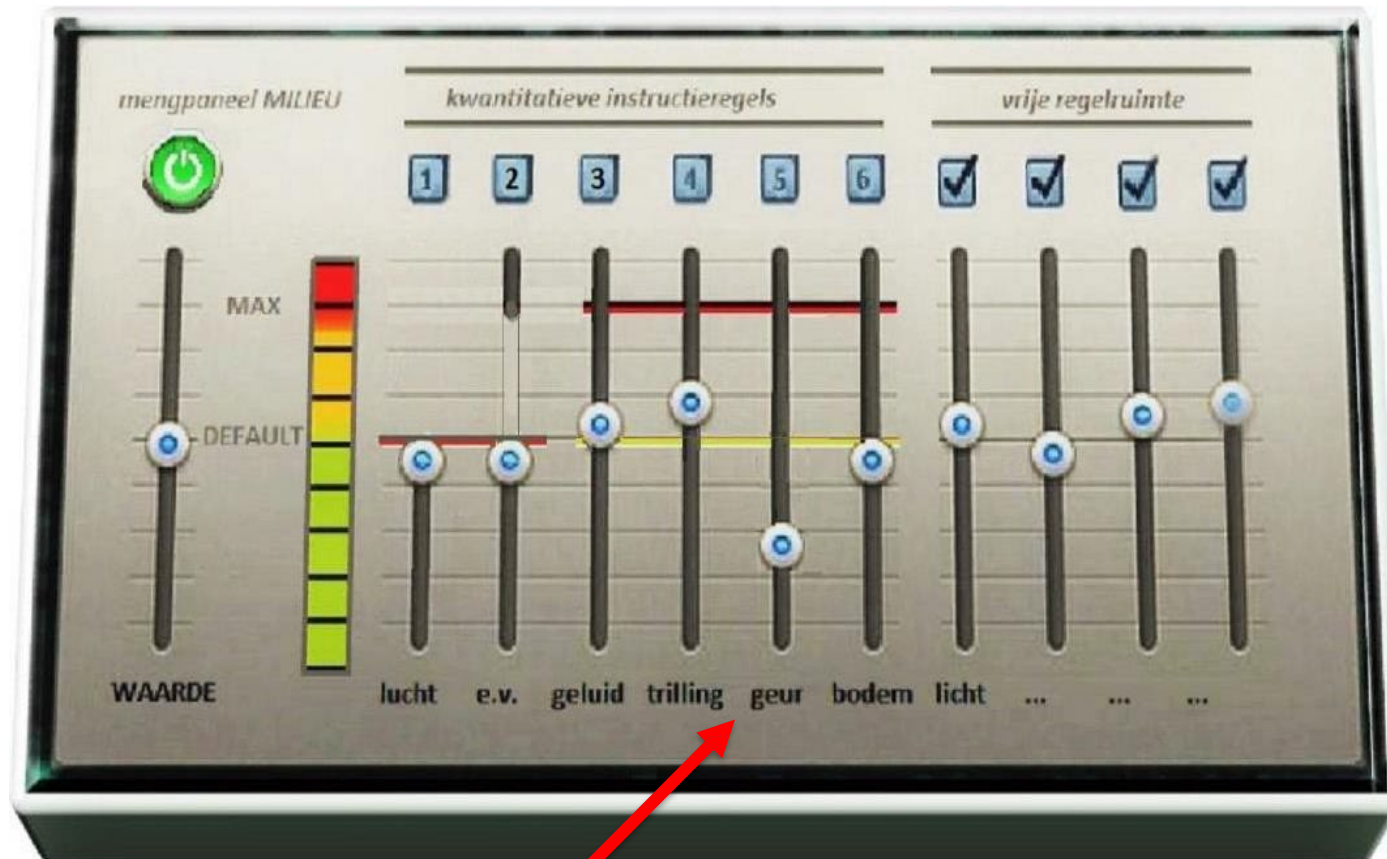 mengpaneel MILIEU
kwantitatieve instructieregels
vrije regelruimte
1 2 3 4 5 6
MAX
DEFAULT
WAARDE
lucht e.v. geluid trilling geur bodem licht ... ... ...